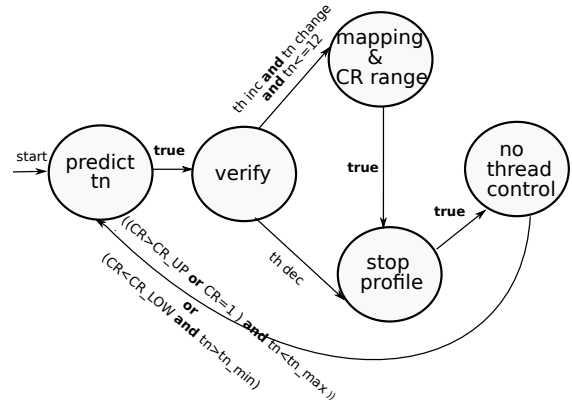 start
predict
tn
true
verify
th inc and tn change
and tn<=12
mapping
&
CR range
true
th dec
stop
profile
true
no
thread
control
((CR>CR_UP or CR=1 ) and tn<tn_max ))
or
(CR<CR_LOW and tn>tn_min)